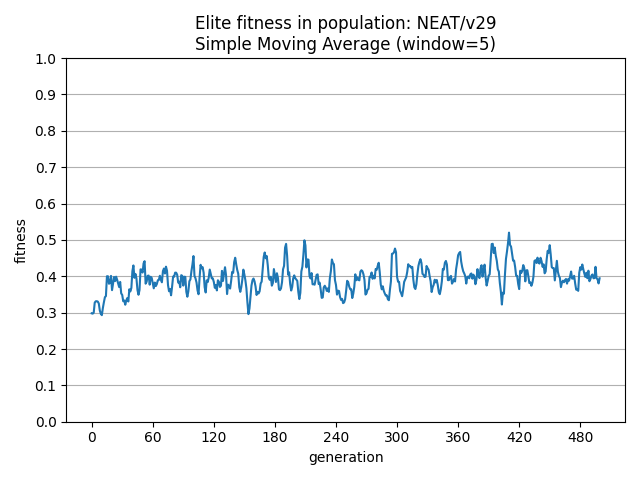 Elite fitness in population: NEAT/v29
Simple Moving Average (window=5)
1.0
0.9
0.8
0.7
0.6
0.5
0.4
0.3
0.2
0.1
0.0
fitness
0 60 120 180 240 300 360 420 480
generation